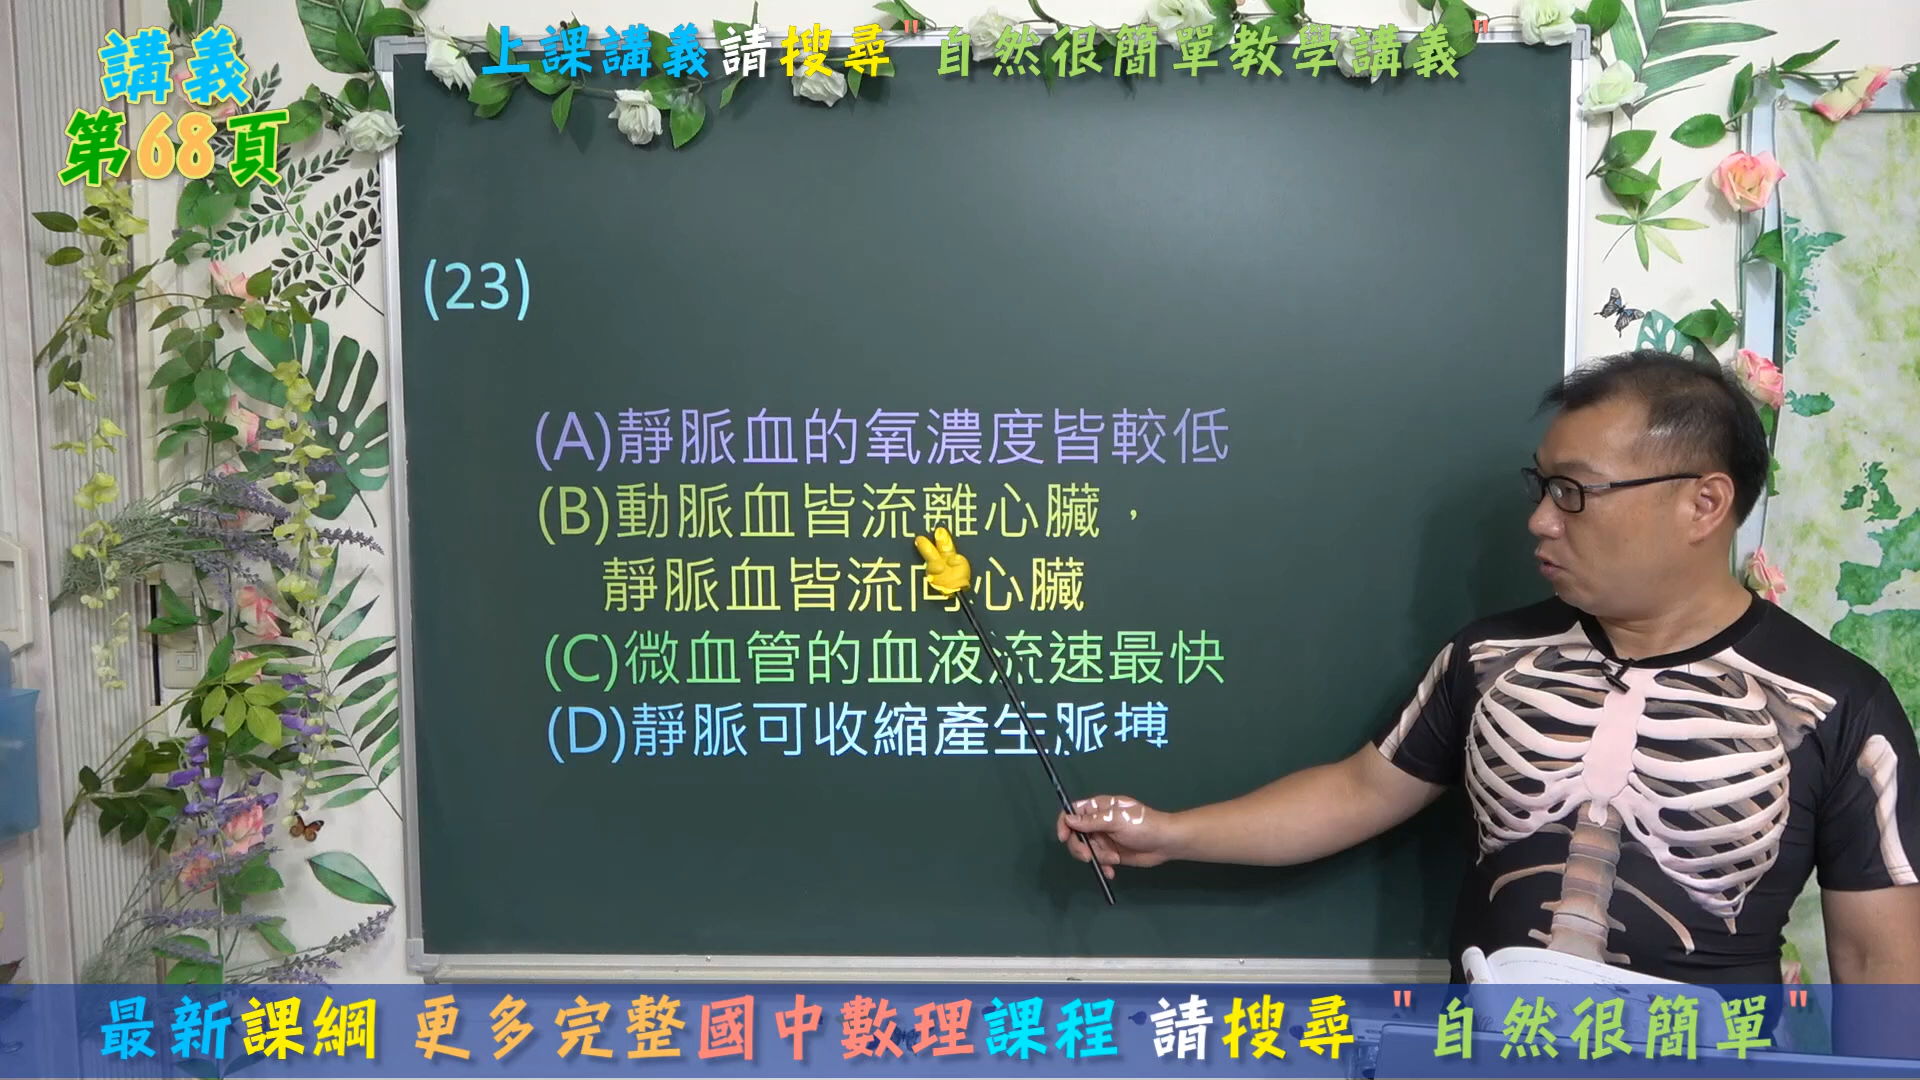 講義
第68頁
上課講義請搜尋"自然很簡單教學講義"
(23)
(A)靜脈血的氧濃度皆較低
(B)動脈血皆流離心臟，
靜脈血皆流向心臟
(C)微血管的血液流速最快
(D)靜脈可收縮產生脈搏
最新課綱 更多完整國中數理課程 請搜尋"自然很簡單"